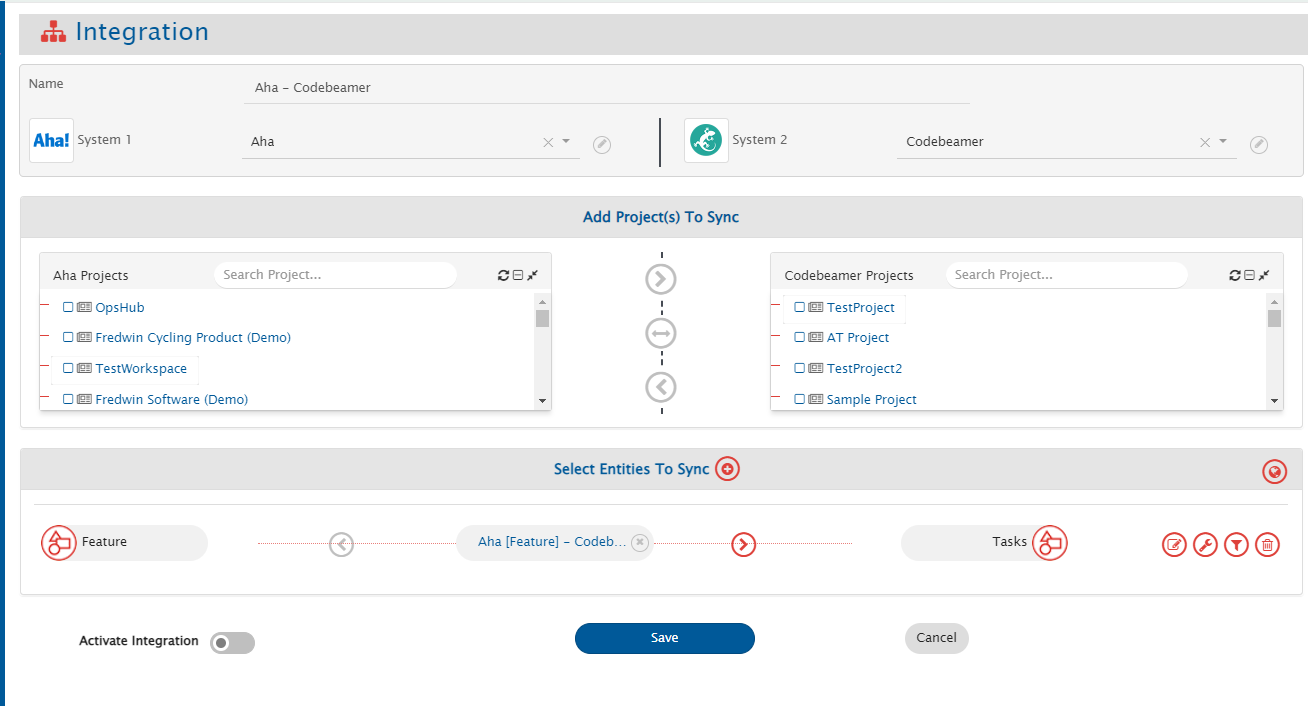 Integration
Name
Aha – Codebeamer
Aha! System 1 Aha
System 2 Codebeamer
Add Project(s) To Sync
Aha Projects Search Project...
OpsHub
Fredwin Cycling Product (Demo)
TestWorkspace
Fredwin Software (Demo)
Codebeamer Projects Search Project...
TestProject
AT Project
TestProject2
Sample Project
Select Entities To Sync
Feature Aha [Feature] – Codeb... Tasks
Activate Integration Save Cancel